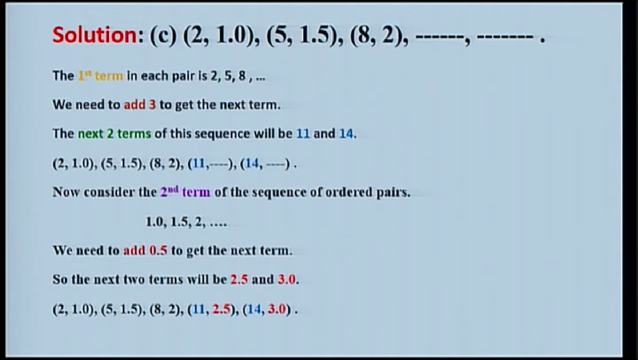 Solution: (c) (2, 1.0), (5, 1.5), (8, 2), ------, ------- .
The 1st term in each pair is 2, 5, 8 , ...
We need to add 3 to get the next term.
The next 2 terms of this sequence will be 11 and 14.
(2, 1.0), (5, 1.5), (8, 2), (11,----), (14, ----) .
Now consider the 2nd term of the sequence of ordered pairs.
1.0, 1.5, 2, ....
We need to add 0.5 to get the next term.
So the next two terms will be 2.5 and 3.0.
(2, 1.0), (5, 1.5), (8, 2), (11, 2.5), (14, 3.0) .